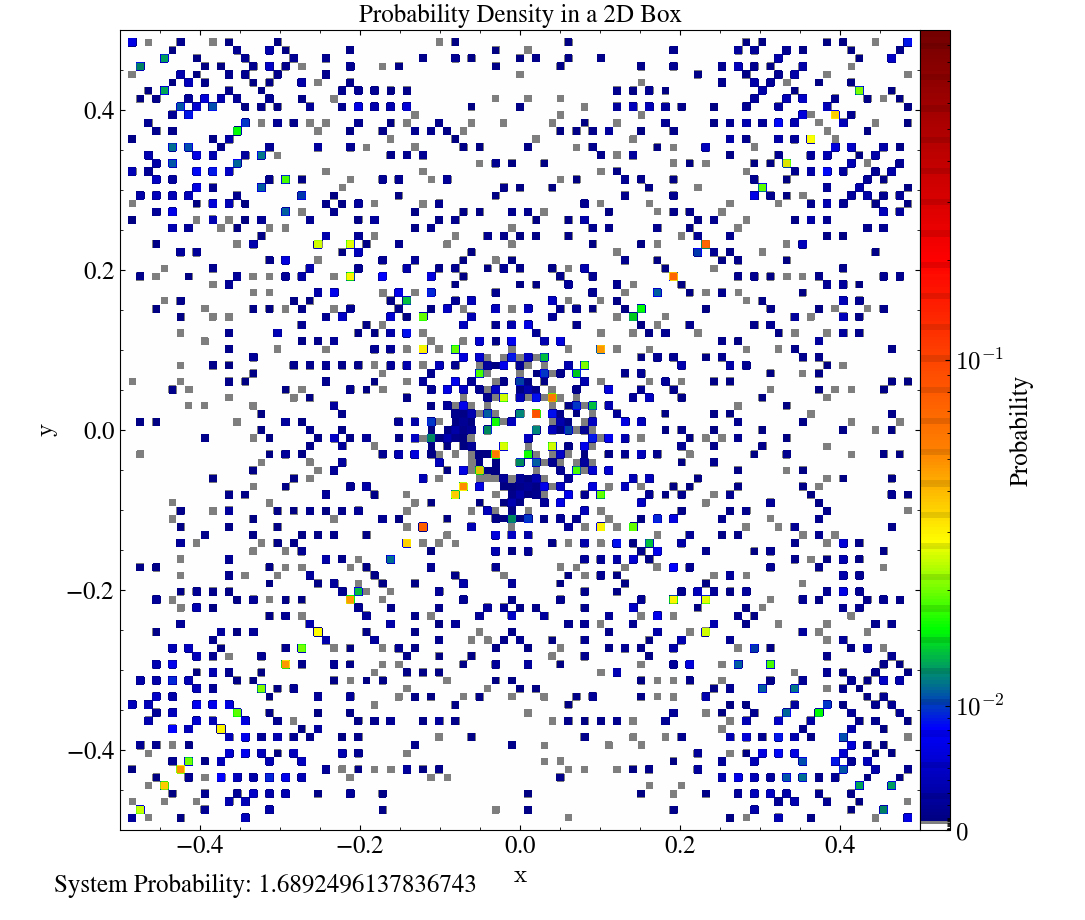 Probability Density in a 2D Box
0.4
0.2
0.0
−0.2
−0.4
y
−0.4
−0.2
0.0
0.2
0.4
x
10⁻¹
10⁻²
0
Probability
System Probability: 1.6892496137836743